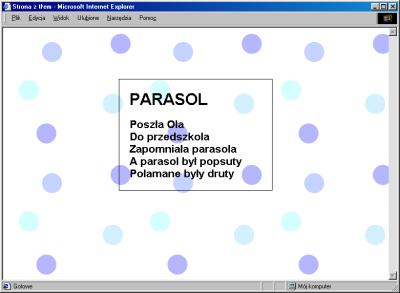 Strona z tłem - Microsoft Internet Explorer
Plik Edycja Widok Ulubione Narzędzia Pomoc
PARASOL
Poszła Ola
Do przedszkola
Zapomniała parasola
A parasol był popsuty
Połamane były druty
Gotowe Mój komputer